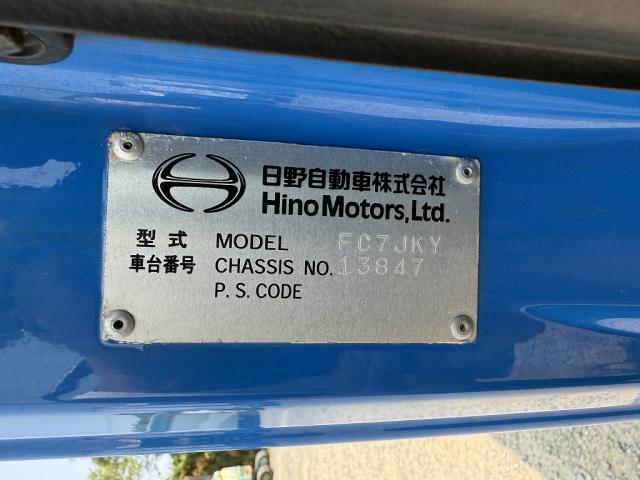 日野自動車株式会社
Hino Motors, Ltd.
型式 MODEL FC7JKY
車台番号 CHASSIS NO. 13847
P. S. CODE